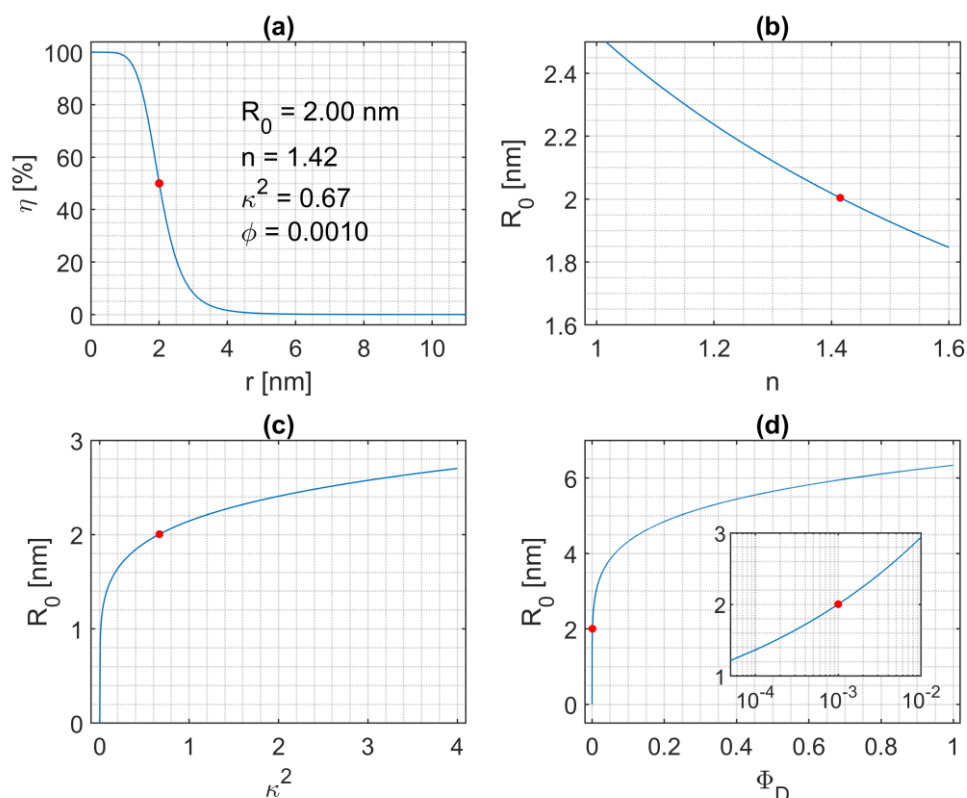 (a)
η [%]
100
80
60
40
20
0
R₀ = 2.00 nm
n = 1.42
κ² = 0.67
ϕ = 0.0010
0 2 4 6 8 10
r [nm]
(b)
R₀ [nm]
2.4
2.2
2
1.8
1.6
1 1.2 1.4 1.6
n
(c)
R₀ [nm]
3
2
1
0
0 1 2 3 4
κ²
(d)
R₀ [nm]
6
4
2
0
3
2
1
10⁻⁴ 10⁻³ 10⁻²
0 0.2 0.4 0.6 0.8 1
Φ_D